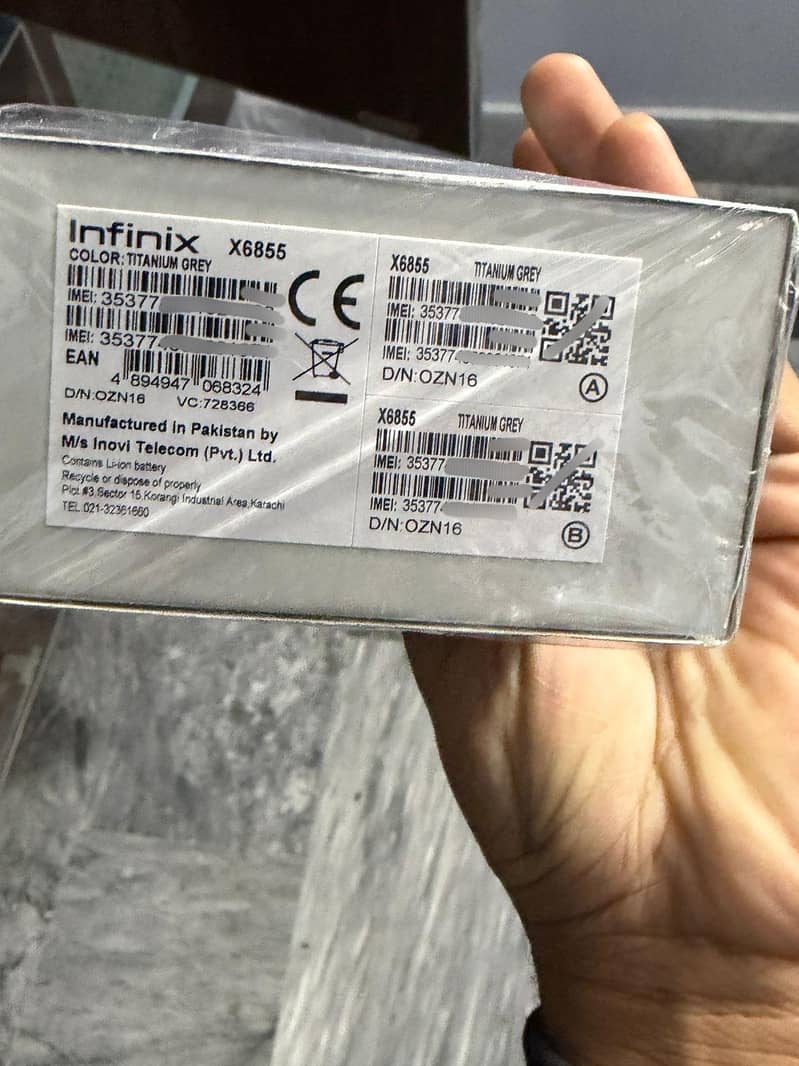 Infinix X6855
COLOR: TITANIUM GREY
IMEI: 35377
IMEI: 35377
EAN
4 894947 068324
D/N:OZN16 VC:728366
Manufactured in Pakistan by
M/s Inovi Telecom (Pvt.) Ltd.
Contains Li-ion battery
Recycle or dispose of properly
Plot #3,Sector 15,Korangi Industrial Area,Karachi
TEL 021-32361660
CE
X6855 TITANIUM GREY
IMEI: 35377
IMEI: 35377
D/N:OZN16
A
X6855 TITANIUM GREY
IMEI: 35377
IMEI: 35377
D/N:OZN16
B